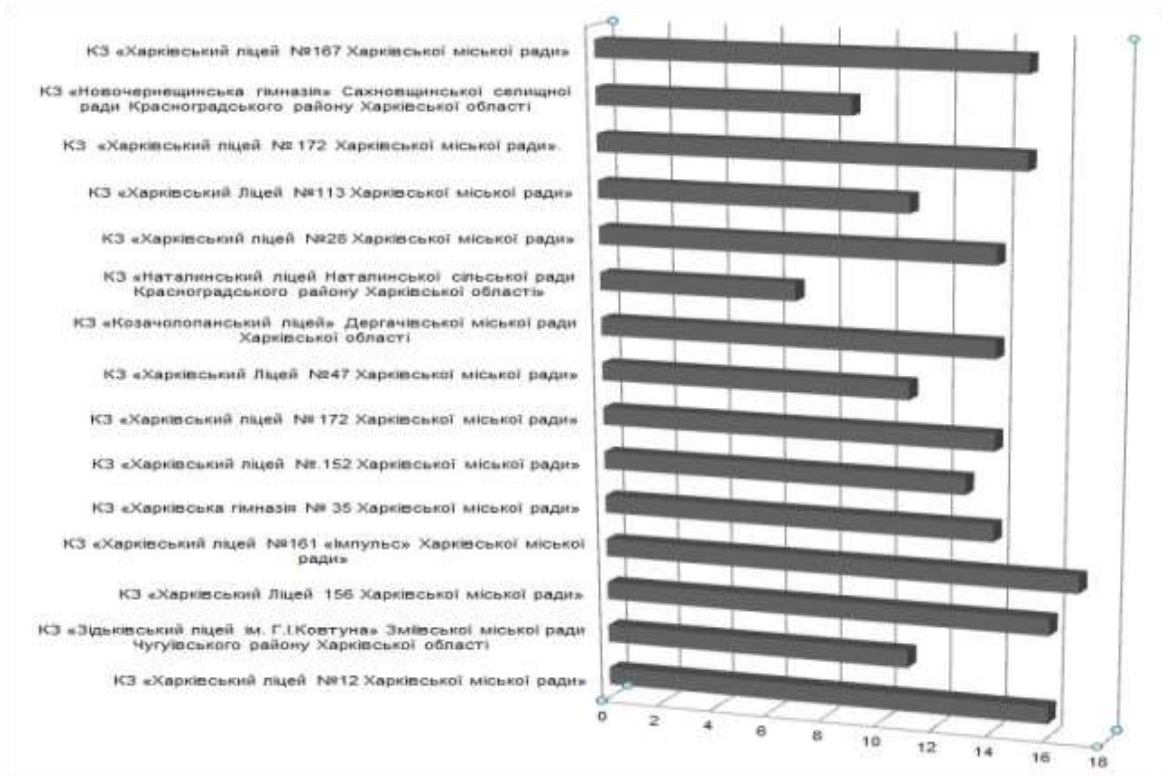 КЗ «Харківський ліцей №167 Харківської міської ради»
КЗ «Новочернещинська гімназія» Сахновщинської селищної
ради Красноградського району Харківської області
КЗ «Харківський ліцей № 172 Харківської міської ради».
КЗ «Харківський Ліцей №113 Харківської міської ради»
КЗ «Харківський ліцей №28 Харківської міської ради»
КЗ «Наталинський ліцей Наталинської сільської ради
Красноградського району Харківської області»
КЗ «Козачолопанський ліцей» Дергачівської міської ради
Харківської області
КЗ «Харківський Ліцей №47 Харківської міської ради»
КЗ «Харківський ліцей № 172 Харківської міської ради»
КЗ «Харківський ліцей №.152 Харківської міської ради»
КЗ «Харківська гімназія № 35 Харківської міської ради»
КЗ «Харківський ліцей №161 «Імпульс» Харківської міської
ради»
КЗ «Харківський Ліцей 156 Харківської міської ради»
КЗ «Зідьківський ліцей ім. Г.І.Ковтуна» Зміївської міської ради
Чугуївського району Харківської області
КЗ «Харківський ліцей №12 Харківської міської ради»
0 2 4 6 8 10 12 14 16 18